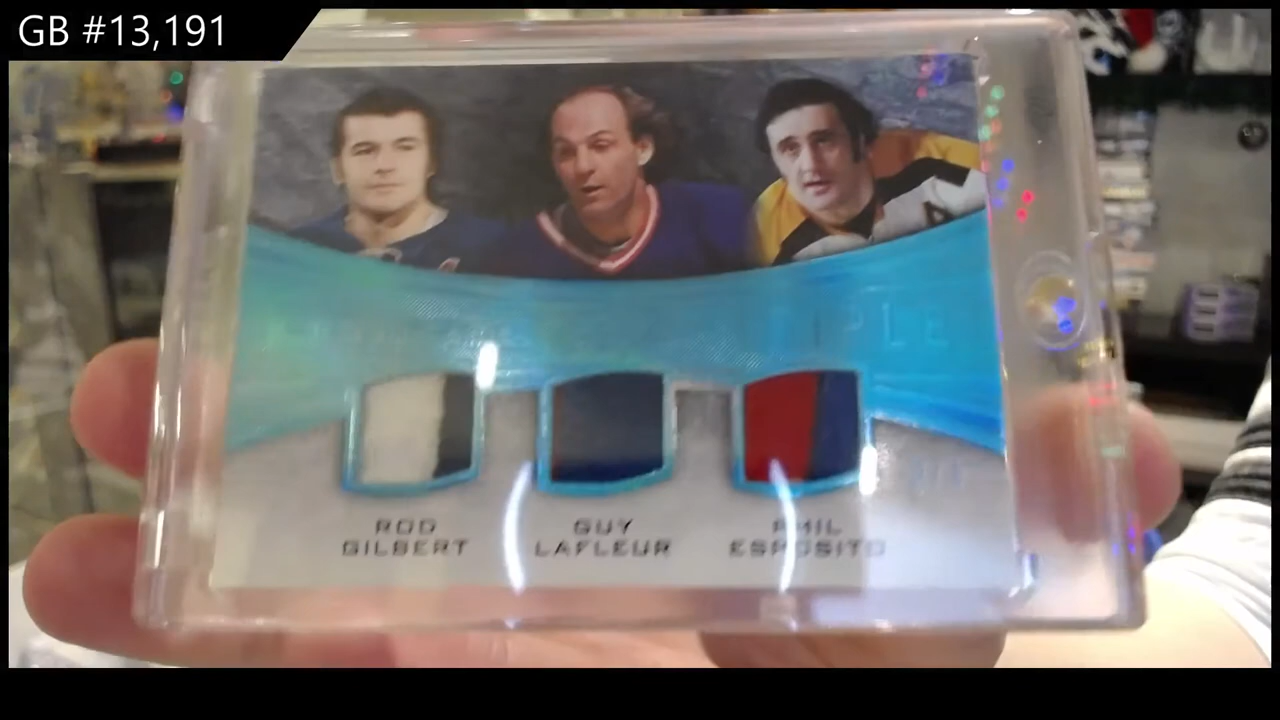 GB #13,191
ROD
GILBERT
GUY
LAFLEUR
PHIL
ESPOSITO